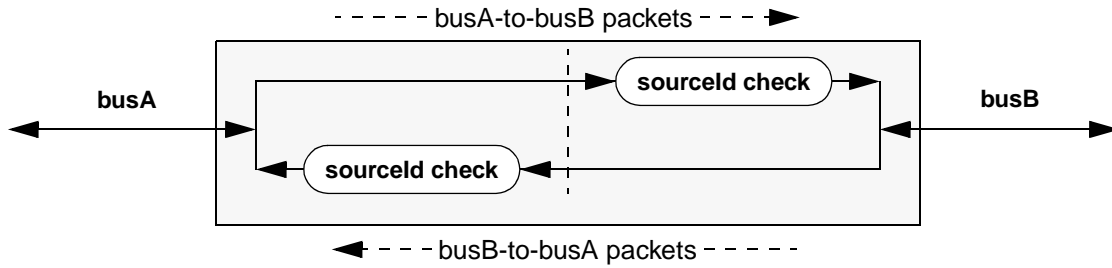 busA-to-busB packets
sourceId check
busA
busB
sourceId check
busB-to-busA packets